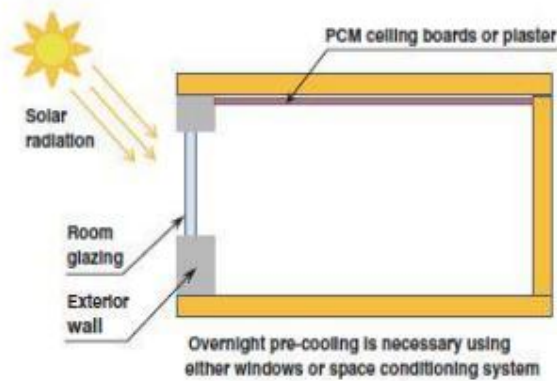 PCM ceiling boards or plaster
Solar
radiation
Room
glazing
Exterior
wall
Overnight pre-cooling is necessary using
either windows or space conditioning system